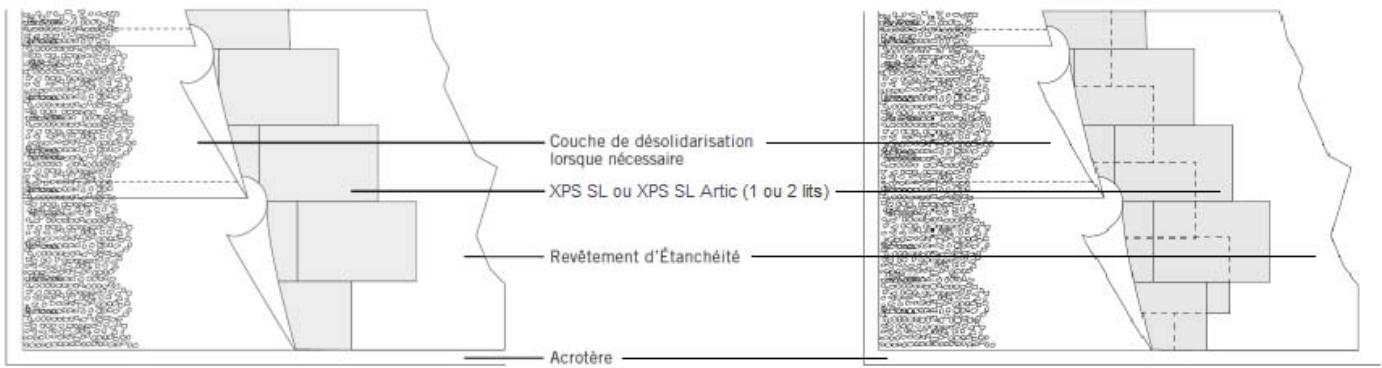 Couche de désolidarisation
lorsque nécessaire
XPS SL ou XPS SL Artic (1 ou 2 lits)
Revêtement d'Étanchéité
Acrotère